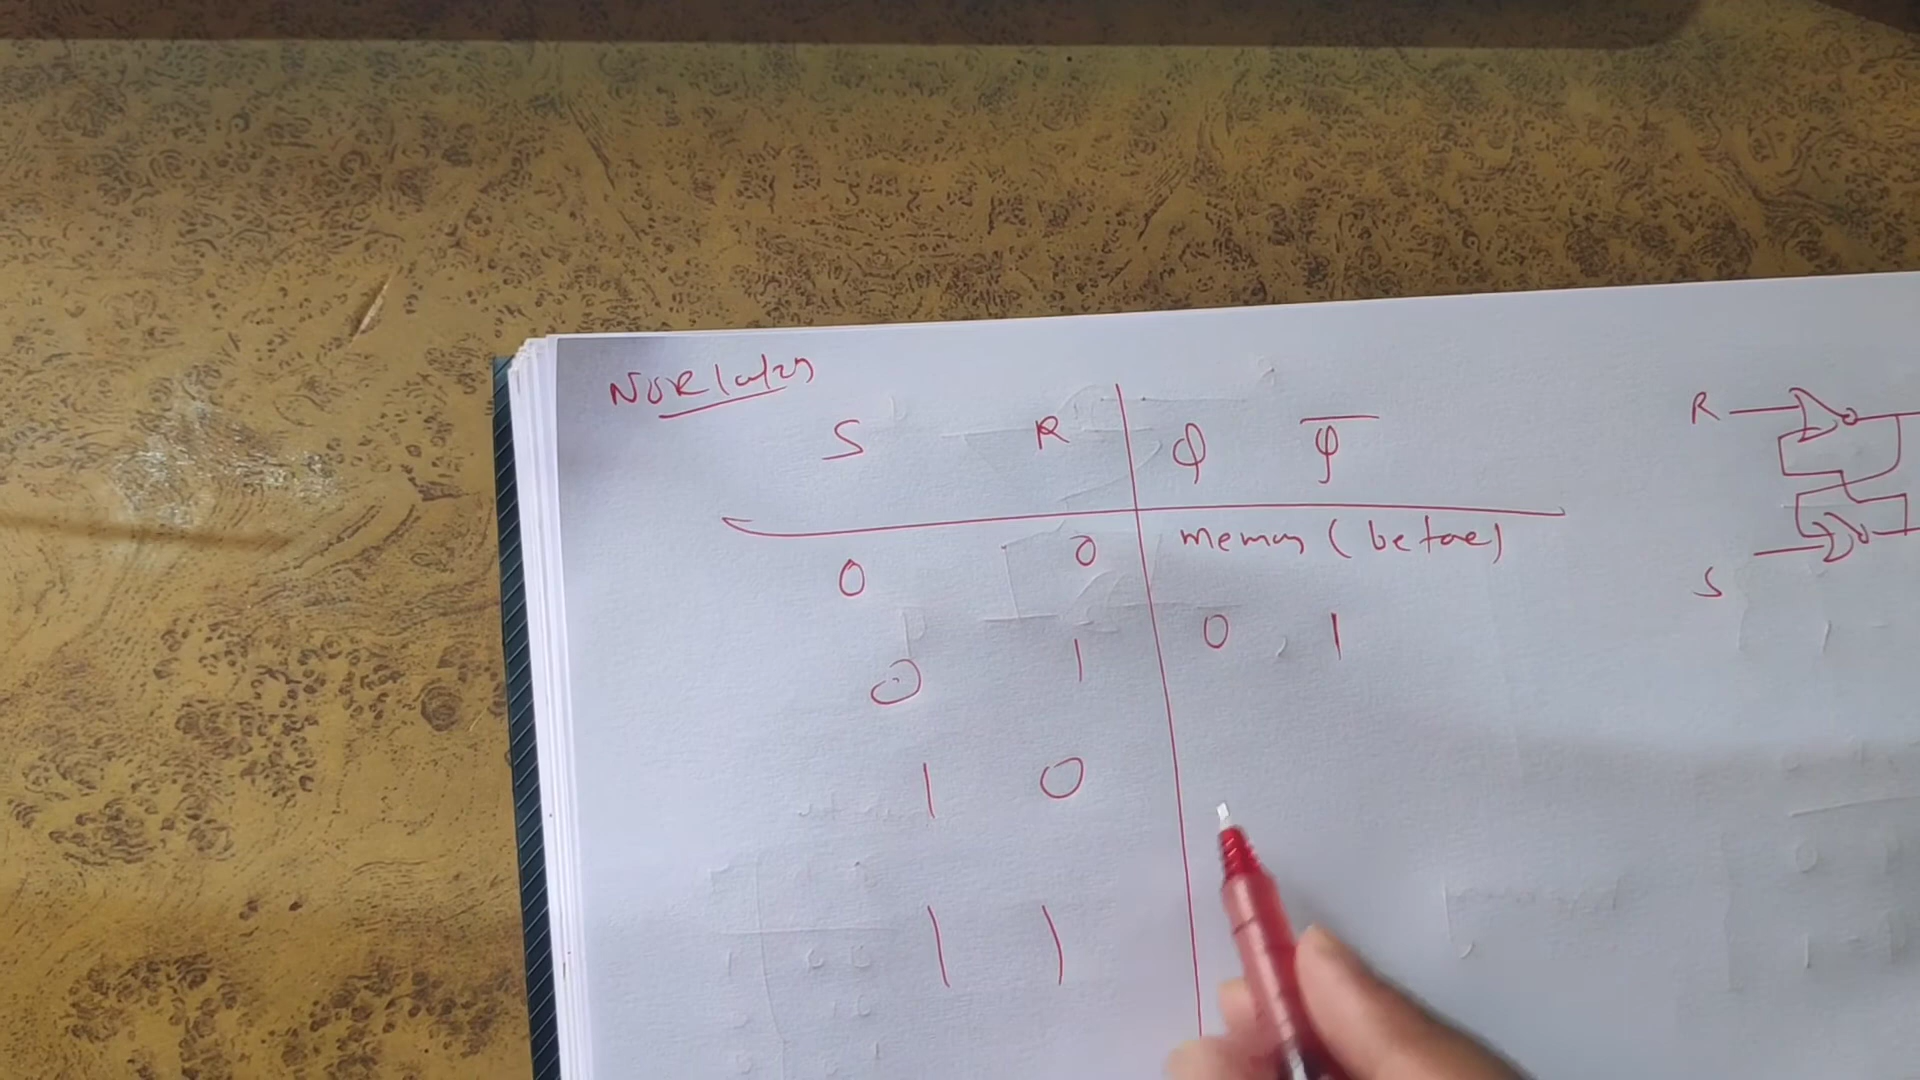 NOR latch
S R Q Q̅
0 0 memory (before)
0 1 0 , 1
1 0
1 1
R
S